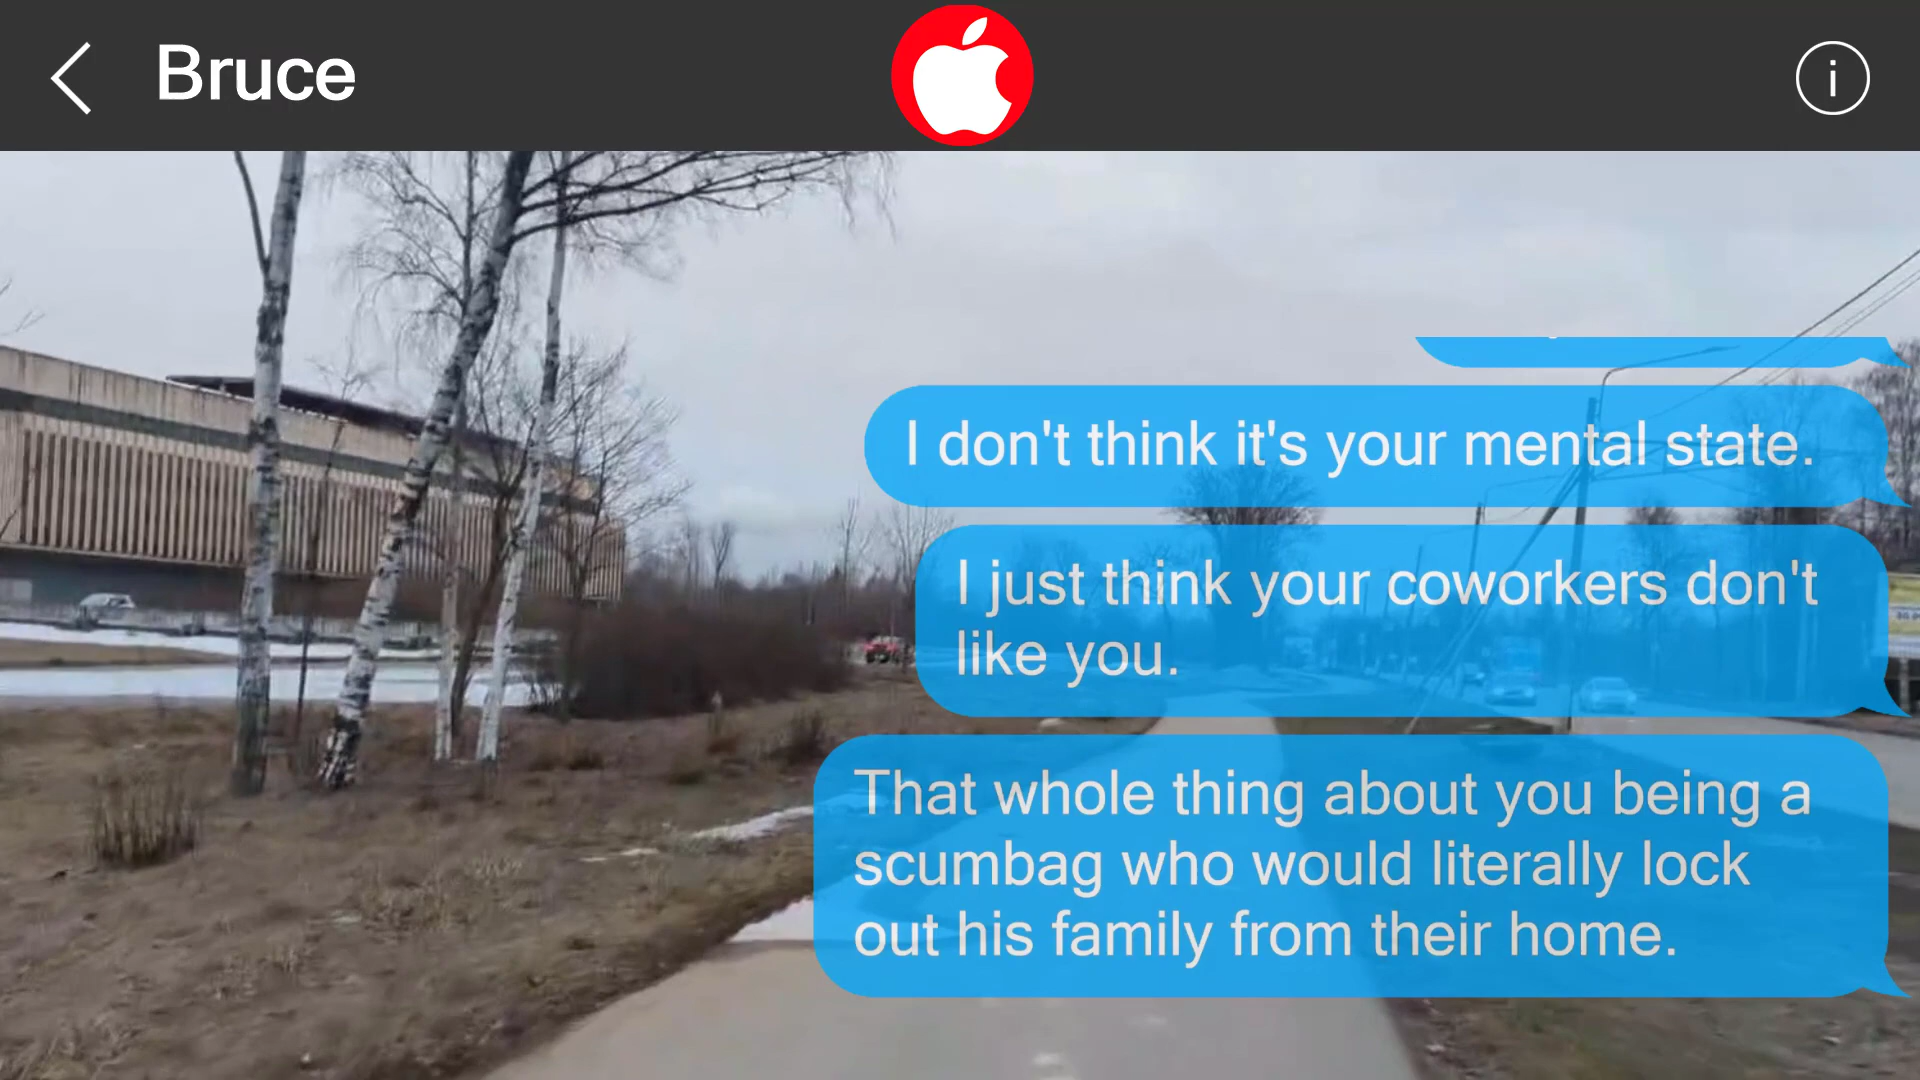 Bruce
i
I don't think it's your mental state.
I just think your coworkers don't
like you.
That whole thing about you being a
scumbag who would literally lock
out his family from their home.